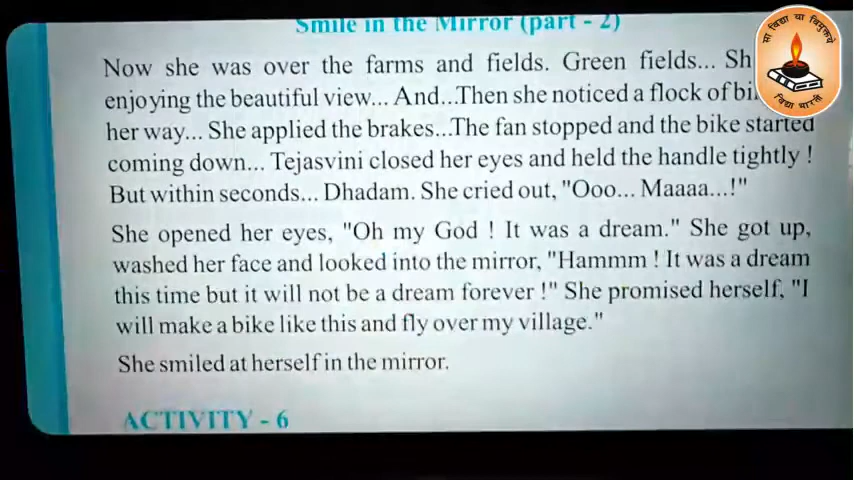 Smile in the Mirror (part - 2)
Now she was over the farms and fields. Green fields...
enjoying the beautiful view... And...Then she noticed a flock of
her way... She applied the brakes...The fan stopped and the bike started
coming down... Tejasvini closed her eyes and held the handle tightly !
But within seconds... Dhadam. She cried out, "Ooo... Maaaa...!"
She opened her eyes, "Oh my God ! It was a dream." She got up,
washed her face and looked into the mirror, "Hammm ! It was a dream
this time but it will not be a dream forever !" She promised herself, "I
will make a bike like this and fly over my village."
She smiled at herself in the mirror.
ACTIVITY - 6
सा विद्या या विमुक्तये
विद्या भारती